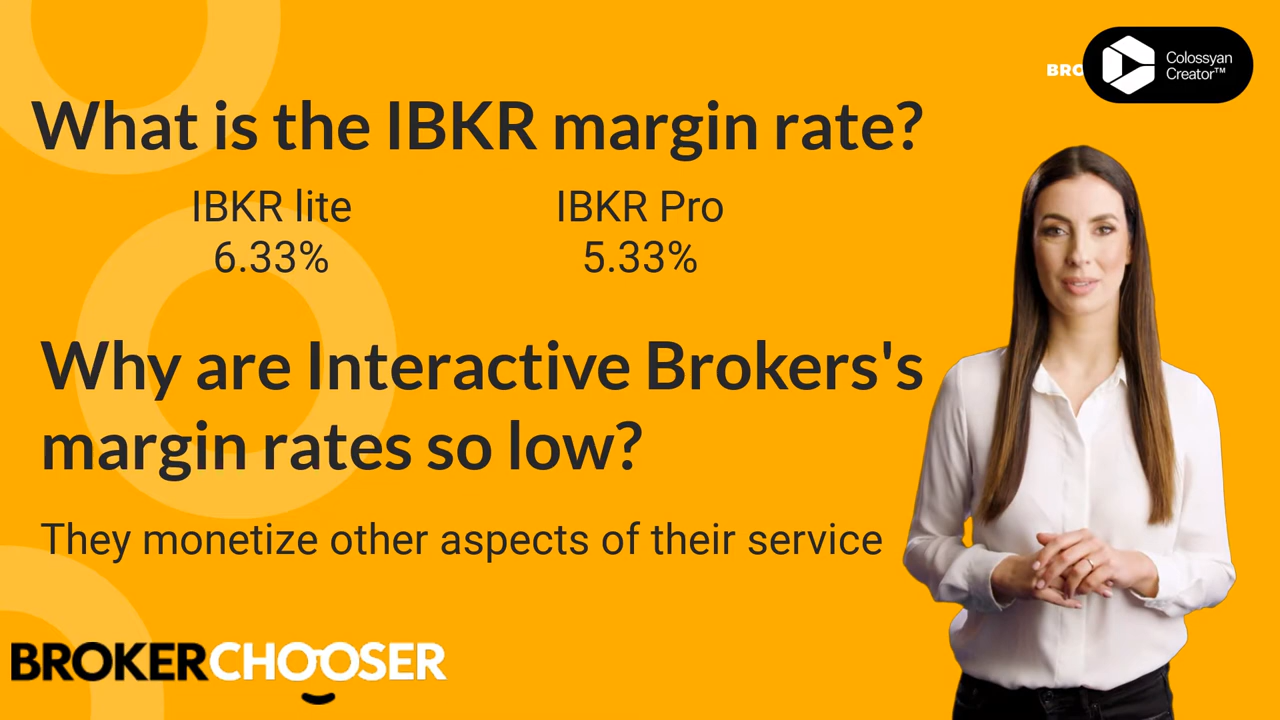 BRO
Colossyan
Creator™
What is the IBKR margin rate?
IBKR lite
IBKR Pro
6.33%
5.33%
Why are Interactive Brokers's
margin rates so low?
They monetize other aspects of their service
BROKERCHOOSER